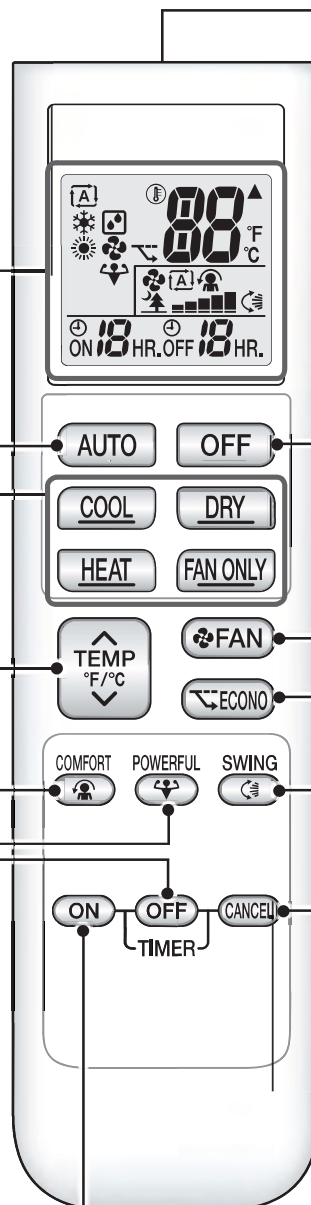 A
88
°F
°C
A
ON 18 HR. OFF 18 HR.
AUTO OFF
COOL DRY
HEAT FAN ONLY
TEMP
°F/°C
FAN
ECONO
COMFORT POWERFUL SWING
ON OFF CANCEL
TIMER